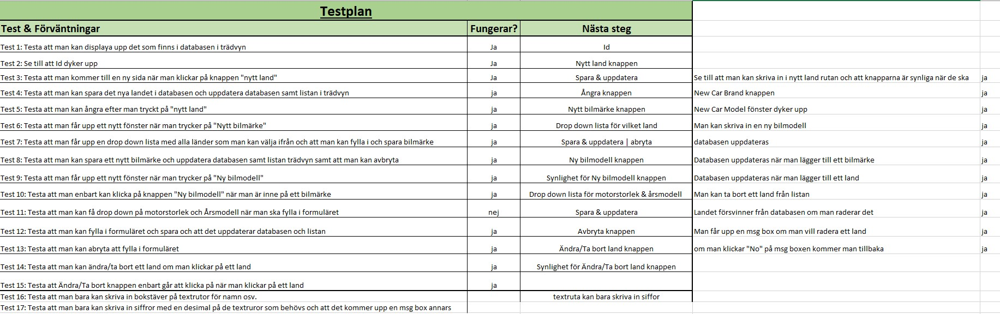 Testplan
Test & Förväntningar Fungerar? Nästa steg
Test 1: Testa att man kan displaya upp det som finns i databasen i trädvyn Ja Id
Test 2: Se till att Id dyker upp Ja Nytt land knappen
Test 3: Testa att man kommer till en ny sida när man klickar på knappen "nytt land" Ja Spara & uppdatera Se till att man kan skriva in i nytt land rutan och att knapparna är synliga när de ska ja
Test 4: Testa att man kan spara det nya landet i databasen och uppdatera databasen samt listan i trädvyn ja Ångra knappen New Car Brand knappen ja
Test 5: Testa att man kan ångra efter man tryckt på "nytt land" ja Nytt bilmärke knappen New Car Model fönster dyker upp ja
Test 6: Testa att man får upp ett nytt fönster när man trycker på "Nytt bilmärke" ja Drop down lista för vilket land Man kan skriva in en ny bilmodell ja
Test 7: Testa att man får upp en drop down lista med alla länder som man kan välja ifrån och att man kan fylla i och spara bilmärke ja Spara & uppdatera | abryta databasen uppdateras ja
Test 8: Testa att man kan spara ett nytt bilmärke och uppdatera databasen samt listan trädvyn samt att man kan avbryta ja Ny bilmodell knappen Databasen uppdateras när man lägger till ett bilmärke ja
Test 9: Testa att man får upp ett nytt fönster när man trycker på "Ny bilmodell" ja Synlighet för Ny bilmodell knappen Databasen uppdateras när man lägger till ett land ja
Test 10: Testa att man enbart kan klicka på knappen "Ny bilmodell" när man är inne på ett bilmärke ja Drop down lista för motorstorlek & årsmodell Man kan ta bort ett land från listan ja
Test 11: Testa att man kan få drop down på motorstorlek och Årsmodell när man ska fylla i formuläret nej Spara & uppdatera Landet försvinner från databasen om man raderar det ja
Test 12: Testa att man kan fylla i formuläret och spara och att det uppdaterar databasen och listan ja Avbryta knappen Man får upp en msg box om man vill radera ett land ja
Test 13: Testa att man kan abryta att fylla i formuläret ja Ändra/Ta bort land knappen om man klickar "No" på msg boxen kommer man tillbaka ja
Test 14: Testa att man kan ändra/ta bort ett land om man klickar på ett land ja Synlighet för Ändra/Ta bort land knappen
Test 15: Testa att Ändra/Ta bort knappen enbart går att klicka på när man klickar på ett land ja
Test 16: Testa att man bara kan skriva in bokstäver på textrutor för namn osv. textruta kan bara skriva in siffor
Test 17: Testa att man bara kan skriva in siffror med en desimal på de textruror som behövs och att det kommer upp en msg box annars